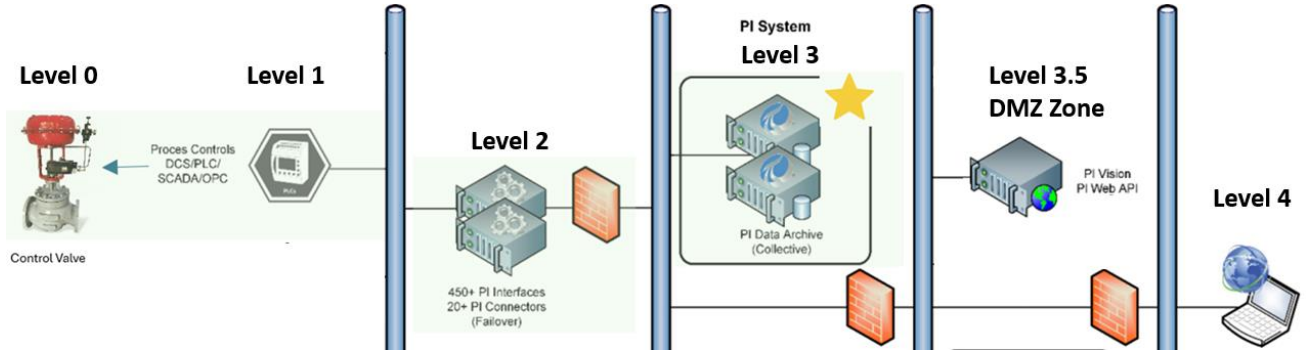 PI System
Level 3
Level 0
Level 1
Level 3.5
DMZ Zone
Level 2
Proces Controls
DCS/PLC/
SCADA/OPC
PLCs
PI Vision
PI Web API
Level 4
PI Data Archive
(Collective)
Control Valve
450+ PI Interfaces
20+ PI Connectors
(Failover)